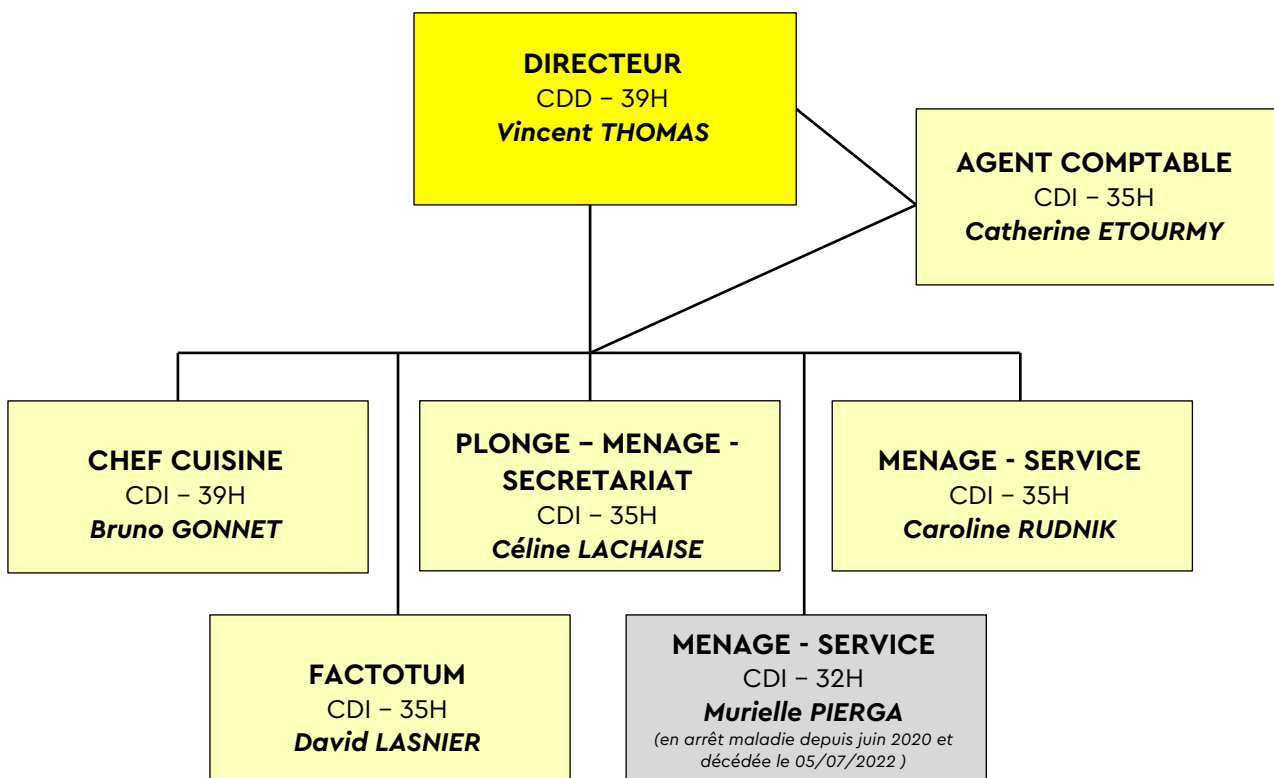 DIRECTEUR
CDD – 39H
Vincent THOMAS
AGENT COMPTABLE
CDI – 35H
Catherine ETOURMY
CHEF CUISINE
CDI – 39H
Bruno GONNET
PLONGE – MENAGE -
SECRETARIAT
CDI – 35H
Céline LACHAISE
MENAGE - SERVICE
CDI – 35H
Caroline RUDNIK
FACTOTUM
CDI – 35H
David LASNIER
MENAGE - SERVICE
CDI – 32H
Murielle PIERGA
(en arrêt maladie depuis juin 2020 et
décédée le 05/07/2022 )